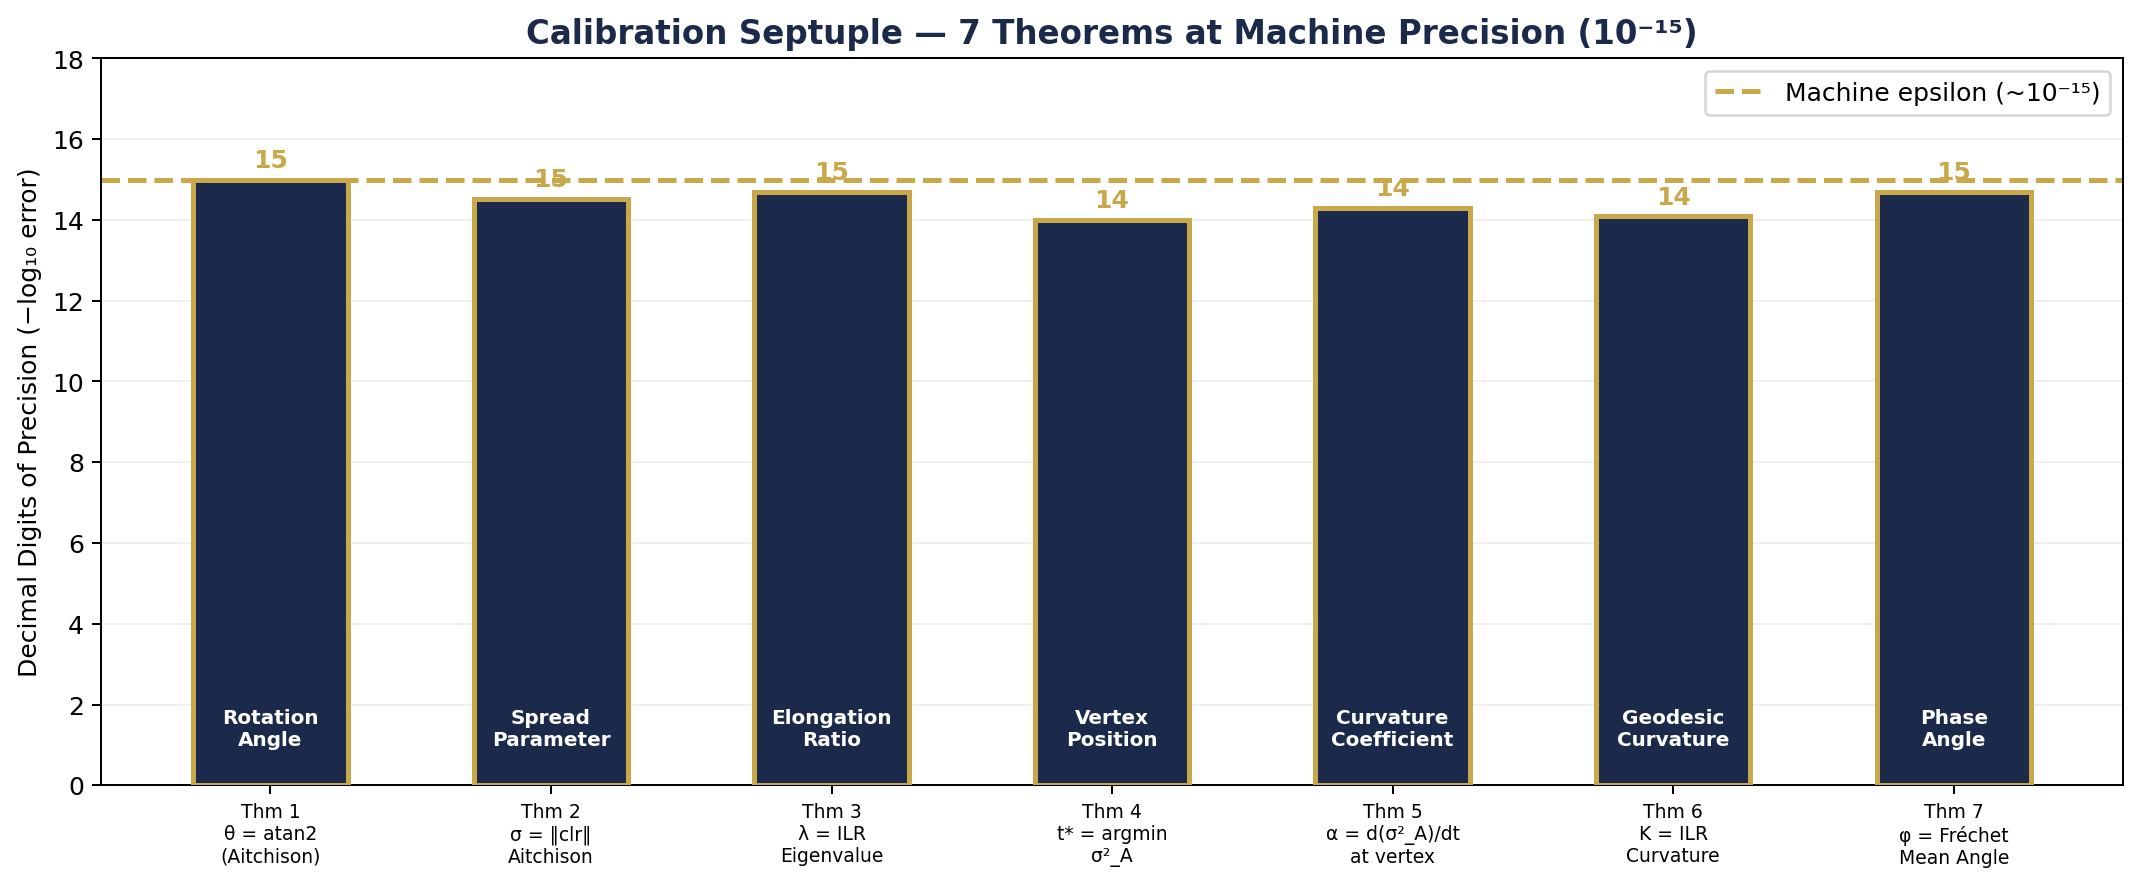 Calibration Septuple — 7 Theorems at Machine Precision (10⁻¹⁵)
Machine epsilon (~10⁻¹⁵)
Decimal Digits of Precision (−log₁₀ error)
18
16
14
12
10
8
6
4
2
0
15
15
15
14
14
14
15
Rotation
Angle
Spread
Parameter
Elongation
Ratio
Vertex
Position
Curvature
Coefficient
Geodesic
Curvature
Phase
Angle
Thm 1
θ = atan2
(Aitchison)
Thm 2
σ = ‖clr‖
Aitchison
Thm 3
λ = ILR
Eigenvalue
Thm 4
t* = argmin
σ²_A
Thm 5
α = d(σ²_A)/dt
at vertex
Thm 6
K = ILR
Curvature
Thm 7
φ = Fréchet
Mean Angle